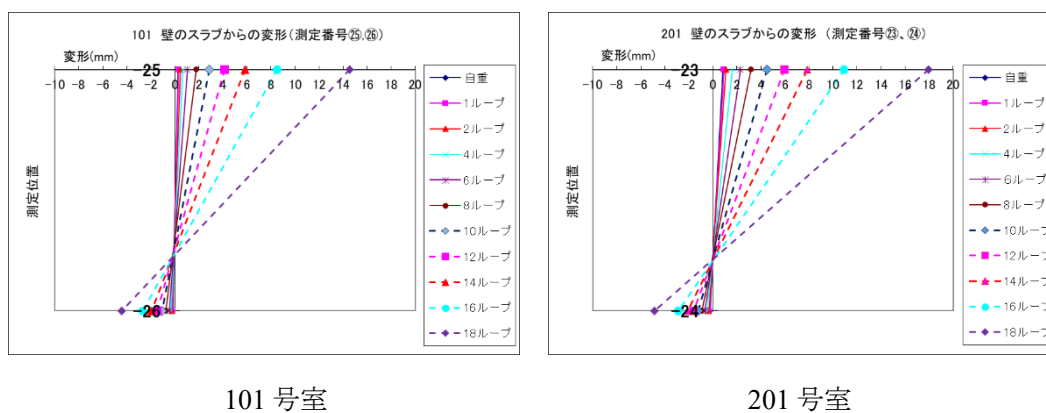 101 壁のスラブからの変形(測定番号㉕、㉖)
変形(mm)
-25
-10 -8 -6 -4 -2 0 2 4 6 8 10 12 14 16 18 20
測定位置
-26
自重
1ループ
2ループ
4ループ
6ループ
8ループ
10ループ
12ループ
14ループ
16ループ
18ループ
101 号室
201 壁のスラブからの変形 (測定番号㉓、㉔)
変形(mm)
-23
-10 -8 -6 -4 -2 0 2 4 6 8 10 12 14 16 18 20
測定位置
-24
自重
1ループ
2ループ
4ループ
6ループ
8ループ
10ループ
12ループ
14ループ
16ループ
18ループ
201 号室